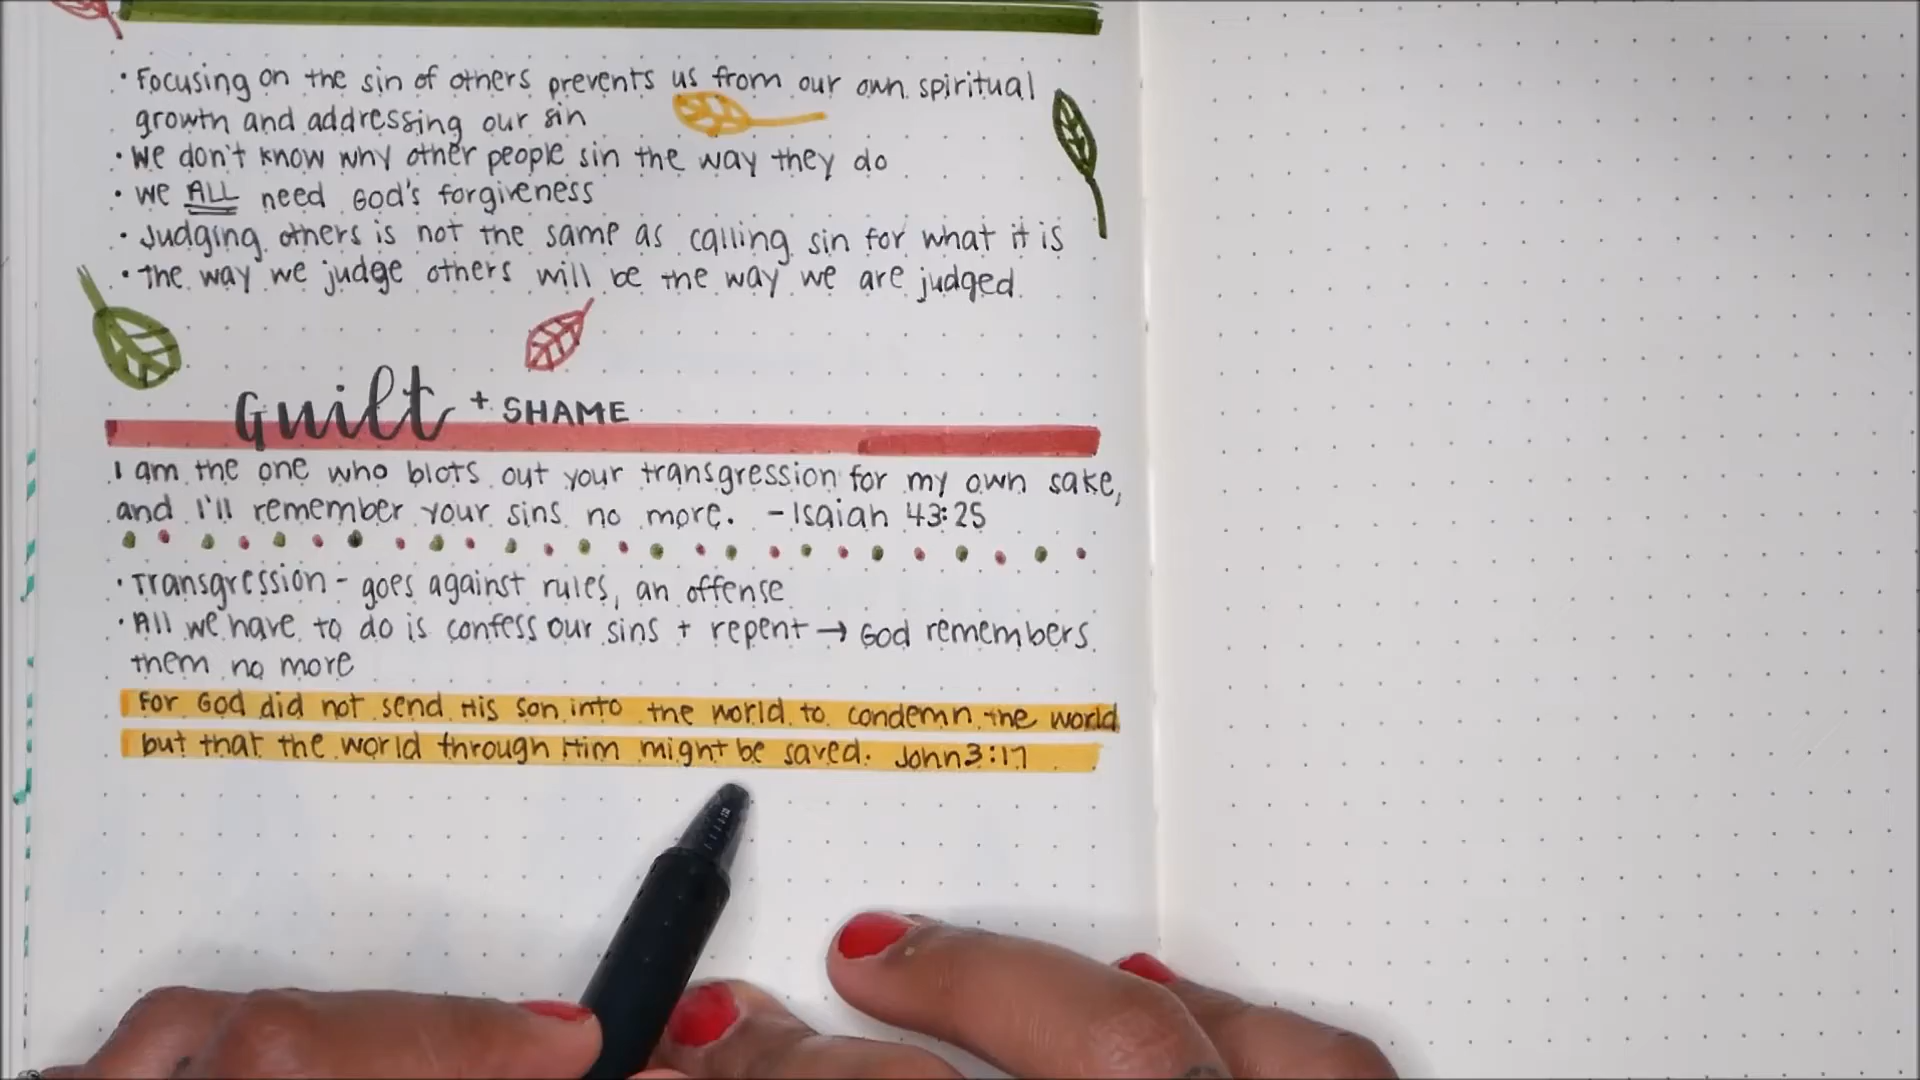 • Focusing on the sin of others prevents us from our own spiritual
growth and addressing our sin
• We don't know why other people sin the way they do
• We ALL need God's forgiveness
• Judging others is not the same as calling sin for what it is
• The way we judge others will be the way we are judged.
Guilt + SHAME
I am the one who blots out your transgression for my own sake,
and I'll remember your sins no more. - Isaiah 43:25
• Transgression - goes against rules, an offense
• All we have to do is confess our sins + repent → God remembers
them no more
For God did not send His son into the world to condemn the world
but that the world through Him might be saved. John 3:17